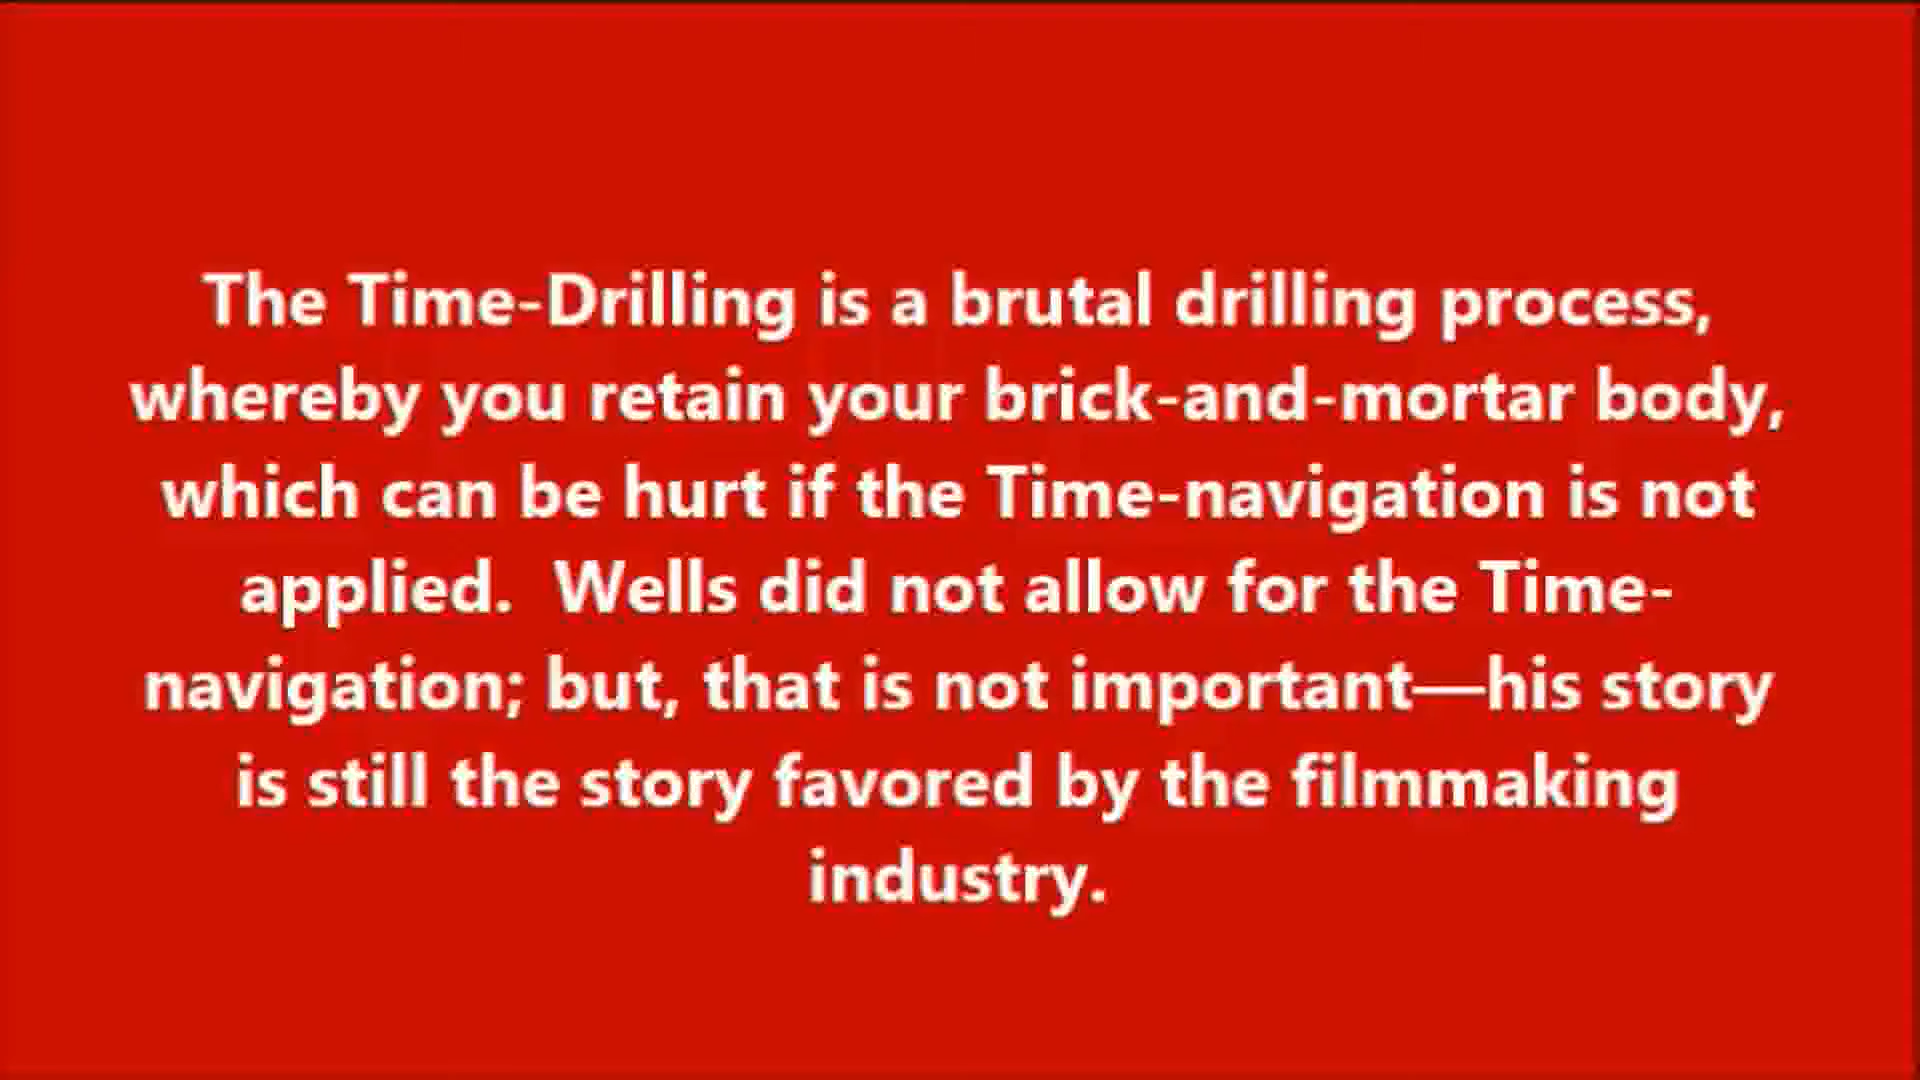 The Time-Drilling is a brutal drilling process,
whereby you retain your brick-and-mortar body,
which can be hurt if the Time-navigation is not
applied.  Wells did not allow for the Time-
navigation; but, that is not important—his story
is still the story favored by the filmmaking
industry.